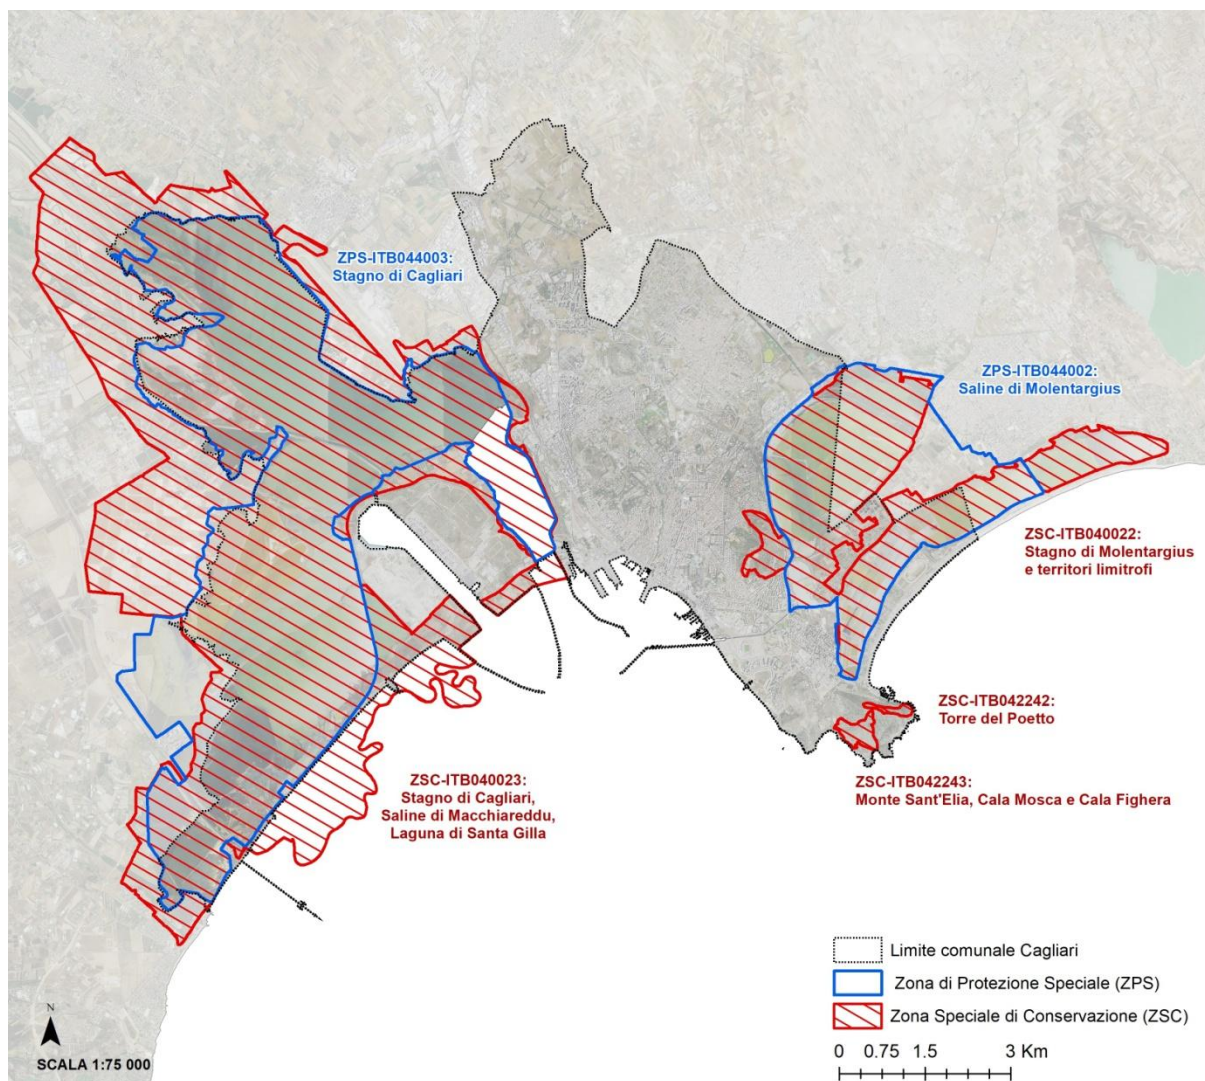 ZPS-ITB044003:
Stagno di Cagliari
ZPS-ITB044002:
Saline di Molentargius
ZSC-ITB040022:
Stagno di Molentargius
e territori limitrofi
ZSC-ITB042242:
Torre del Poetto
ZSC-ITB042243:
Monte Sant'Elia, Cala Mosca e Cala Fighera
ZSC-ITB040023:
Stagno di Cagliari,
Saline di Macchiareddu,
Laguna di Santa Gilla
Limite comunale Cagliari
Zona di Protezione Speciale (ZPS)
Zona Speciale di Conservazione (ZSC)
0 0.75 1.5 3 Km
N
SCALA 1:75 000